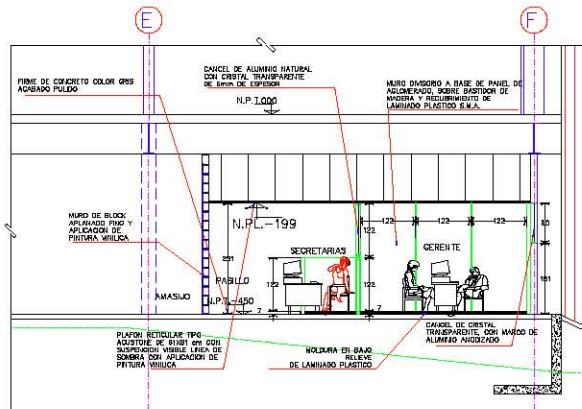 E
F
FIRME DE CONCRETO COLOR GRIS
ACABADO PULIDO
CANCEL DE ALUMINIO NATURAL
CON CRISTAL TRANSPARENTE
DE 6mm DE ESPESOR
N.P.T.000
MURO DIVISORIO A BASE DE PANEL DE
AGLOMERADO, SOBRE BASTIDOR DE
MADERA Y RECUBRIMIENTO DE
LAMINADO PLASTICO S.M.A.
MURO DE BLOCK
APLANADO FINO Y
APLICACION DE
PINTURA VINILICA
N.PL.-199
122
122
122
122
SECRETARIAS
GERENTE
251
PASILLO
122
122
151
AMASIJO
N.P.T.-450
7
7
PLAFON RETICULAR TIPO
ACUSTONE DE 61X61 cm CON
SUSPENCION VISIBLE LINEA DE
SOMBRA CON APLICACION DE
PINTURA VINILICA
MOLDURA EN BAJO
RELIEVE
DE LAMINADO PLASTICO
CANCEL DE CRISTAL
TRANSPARENTE, CON MARCO DE
ALUMINIO ANODIZADO